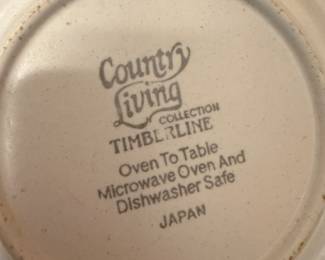 Country
Living
COLLECTION
TIMBERLINE
Oven To Table
Microwave Oven And
Dishwasher Safe
JAPAN